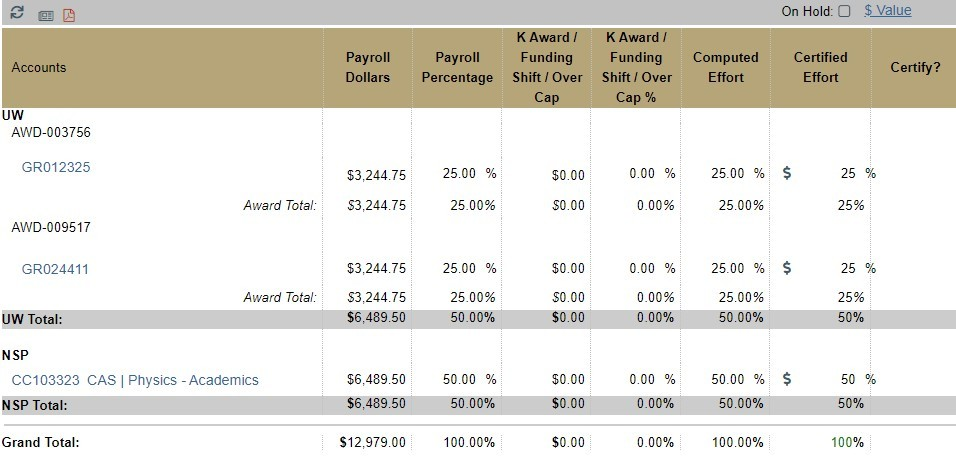 On Hold: $ Value
Accounts Payroll Dollars Payroll Percentage K Award / Funding Shift / Over Cap K Award / Funding Shift / Over Cap % Computed Effort Certified Effort Certify?
UW
AWD-003756
GR012325 $3,244.75 25.00 % $0.00 0.00 % 25.00 % $ 25 %
Award Total: $3,244.75 25.00% $0.00 0.00% 25.00% 25%
AWD-009517
GR024411 $3,244.75 25.00 % $0.00 0.00 % 25.00 % $ 25 %
Award Total: $3,244.75 25.00% $0.00 0.00% 25.00% 25%
UW Total: $6,489.50 50.00% $0.00 0.00% 50.00% 50%
NSP
CC103323 CAS | Physics - Academics $6,489.50 50.00 % $0.00 0.00 % 50.00 % $ 50 %
NSP Total: $6,489.50 50.00% $0.00 0.00% 50.00% 50%
Grand Total: $12,979.00 100.00% $0.00 0.00% 100.00% 100%